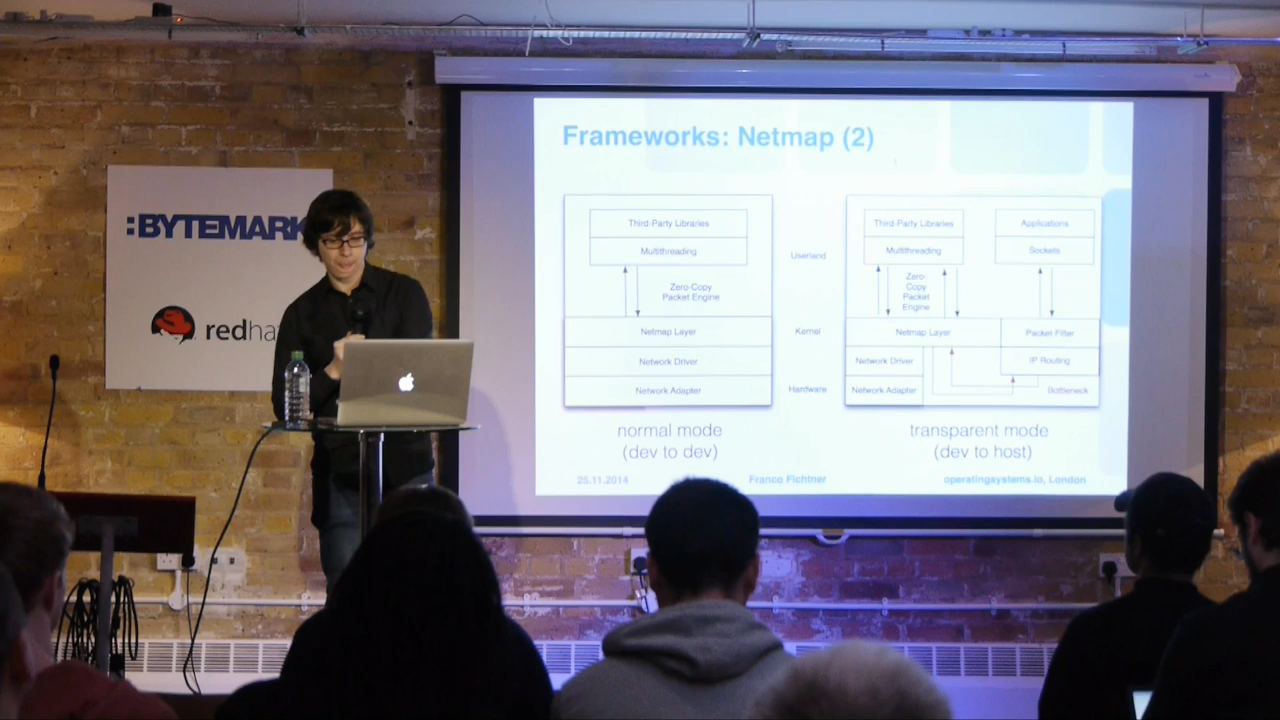 :BYTEMARK
redha
Frameworks: Netmap (2)
Third-Party Libraries
Multithreading
Zero-Copy
Packet Engine
Netmap Layer
Network Driver
Network Adapter
normal mode
(dev to dev)
Userland
Kernel
Hardware
Third-Party Libraries
Multithreading
Zero-
Copy
Packet
Engine
Applications
Sockets
Netmap Layer
Packet Filter
Network Driver
IP Routing
Network Adapter
Bottleneck
transparent mode
(dev to host)
25.11.2014
Franco Fichtner
operatingsystems.io, London